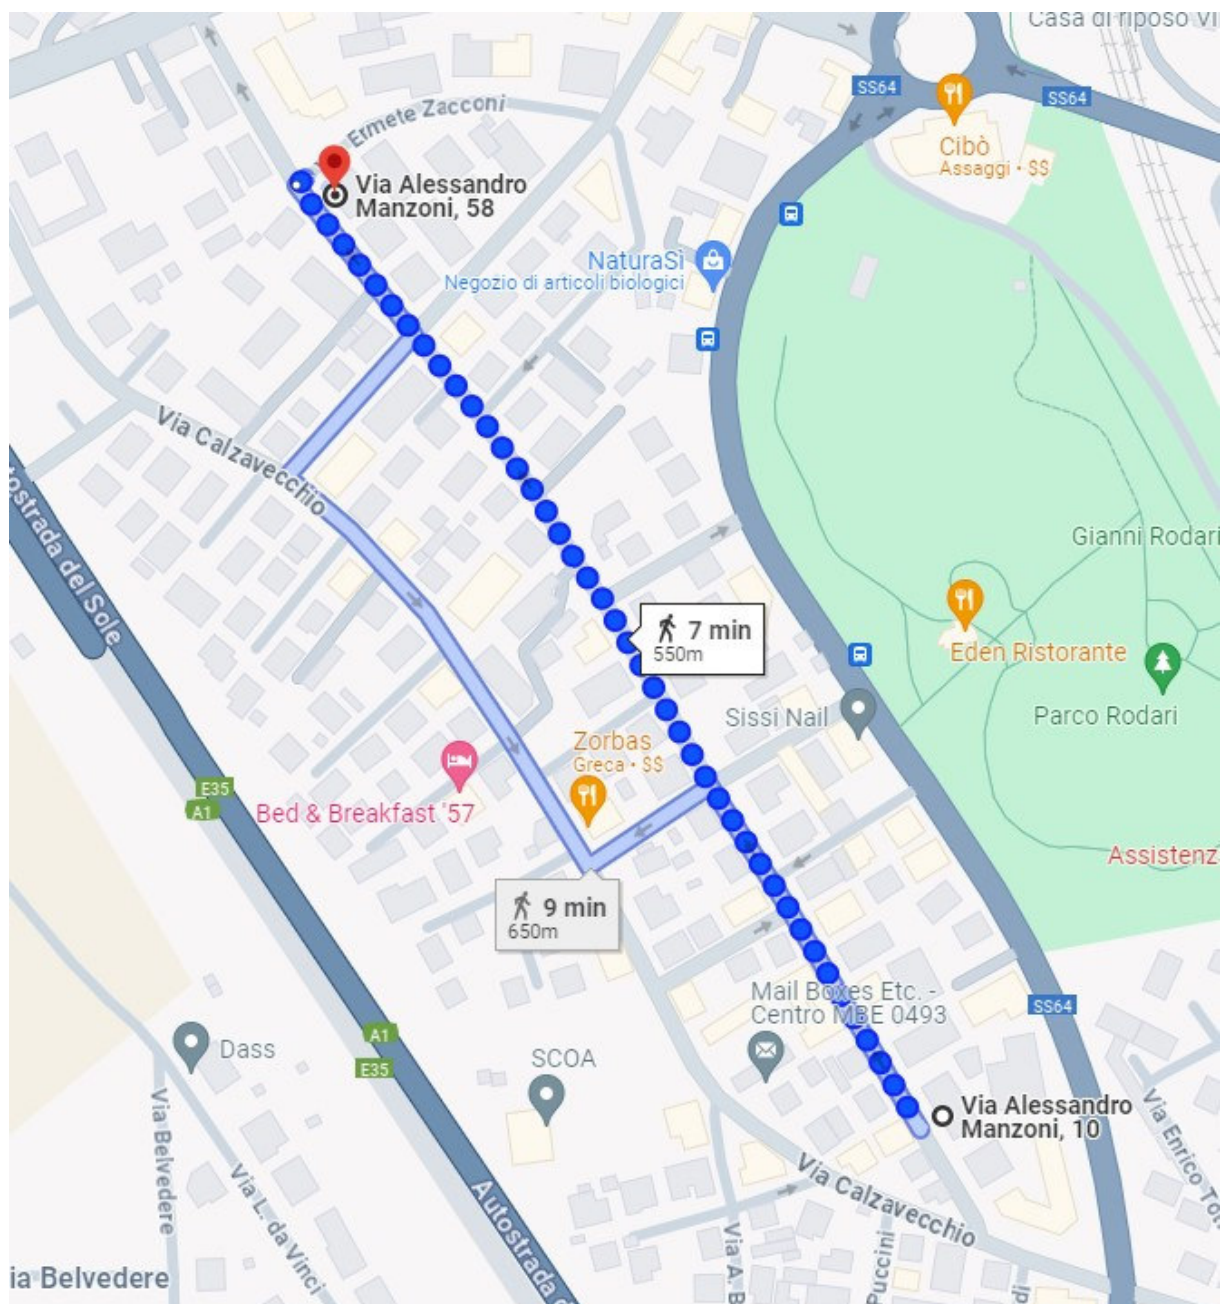 Casa di riposo Vi
SS64
SS64
Ermete Zacconi
Cibò
Assaggi • $$
Via Alessandro
Manzoni, 58
NaturaSì
Negozio di articoli biologici
Via Calzavecchio
tostrada del Sole
Gianni Rodari
7 min
550m
Eden Ristorante
Sissi Nail
Parco Rodari
Zorbas
Greca • $$
E35
A1
Bed & Breakfast '57
Assistenz
9 min
650m
Mail Boxes Etc. -
Centro MBE 0493
SS64
A1
E35
Dass
SCOA
Via Alessandro
Manzoni, 10
Via Belvedere
Via L. da Vinci
Autostrada d
Via Calzavecchio
Via Enrico Tot
Via A. B
Puccini
di
ia Belvedere